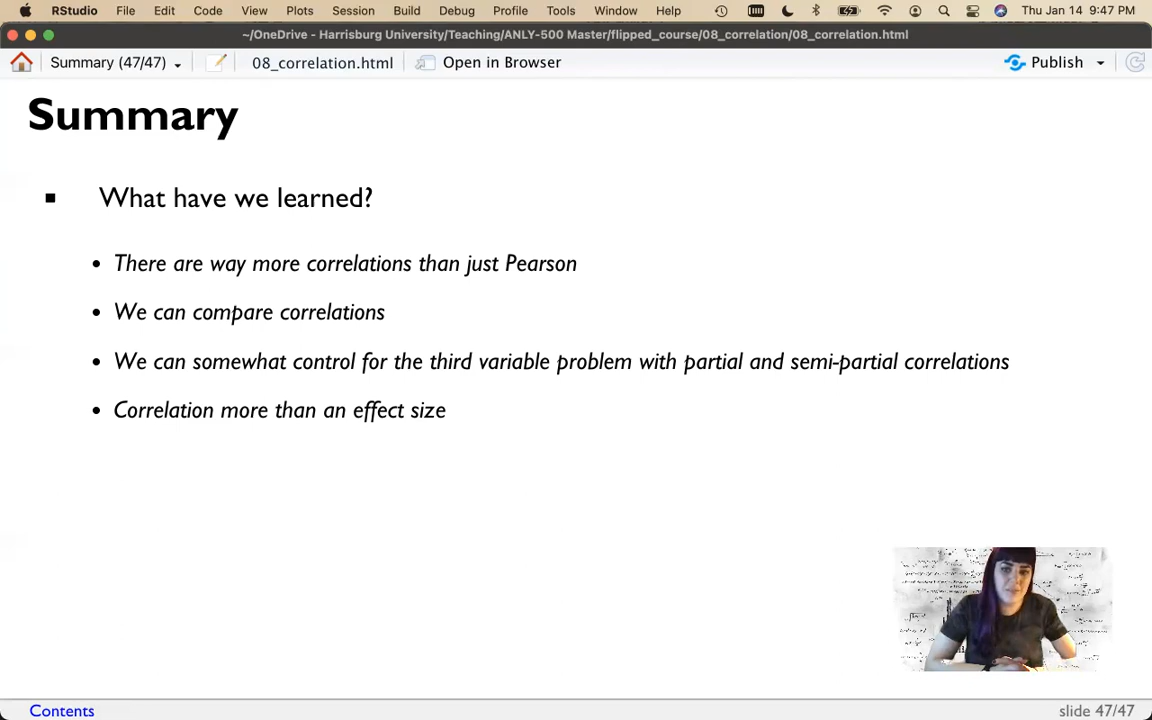 RStudio File Edit Code View Plots Session Build Debug Profile Tools Window Help Thu Jan 14 9:47 PM
~/OneDrive - Harrisburg University/Teaching/ANLY-500 Master/flipped_course/08_correlation/08_correlation.html
Summary (47/47) 08_correlation.html Open in Browser Publish
Summary
What have we learned?
There are way more correlations than just Pearson
We can compare correlations
We can somewhat control for the third variable problem with partial and semi-partial correlations
Correlation more than an effect size
Contents slide 47/47